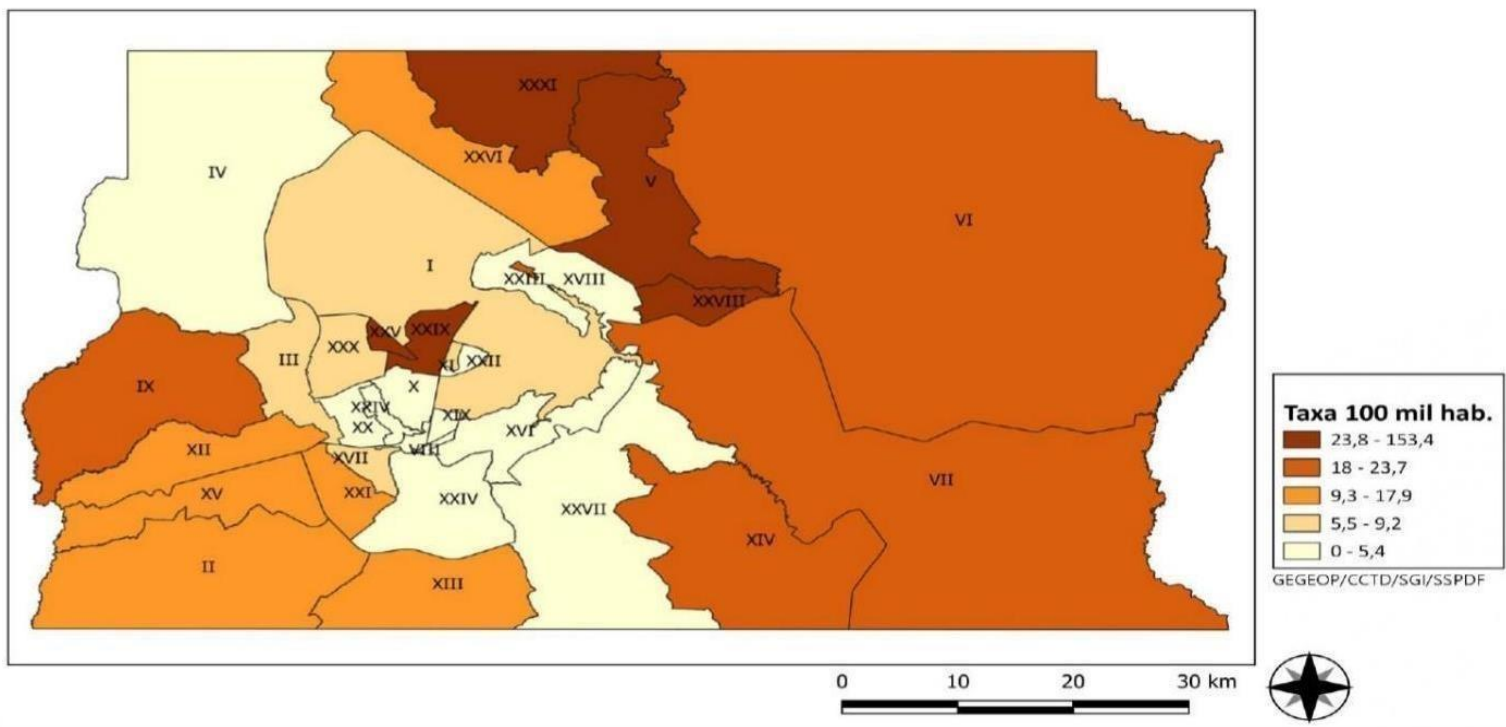 XXXI
XXVI
IV
V
VI
I
XXIII
XVIII
XXVIII
XXV
XXIX
XXX
III
XXII
X
IX
XIX
XX
XVI
XII
VIII
XVII
XV
XXI
XXIV
XXVII
VII
XIV
II
XIII
Taxa 100 mil hab.
23,8 - 153,4
18 - 23,7
9,3 - 17,9
5,5 - 9,2
0 - 5,4
GEGEOP/CCTD/SGI/SSPDF
0 10 20 30 km